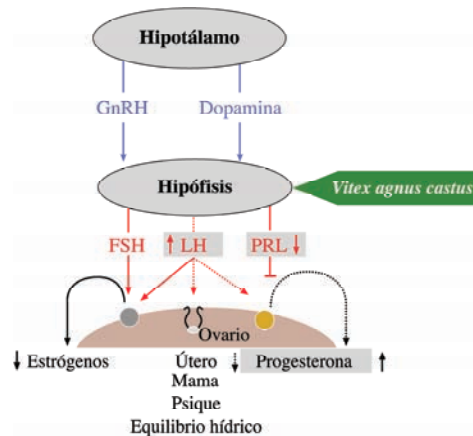 Hipotálamo
GnRH
Dopamina
Hipófisis
Vitex agnus castus
FSH
LH
PRL
Ovario
Estrógenos
Útero
Progesterona
Mama
Psique
Equilibrio hídrico